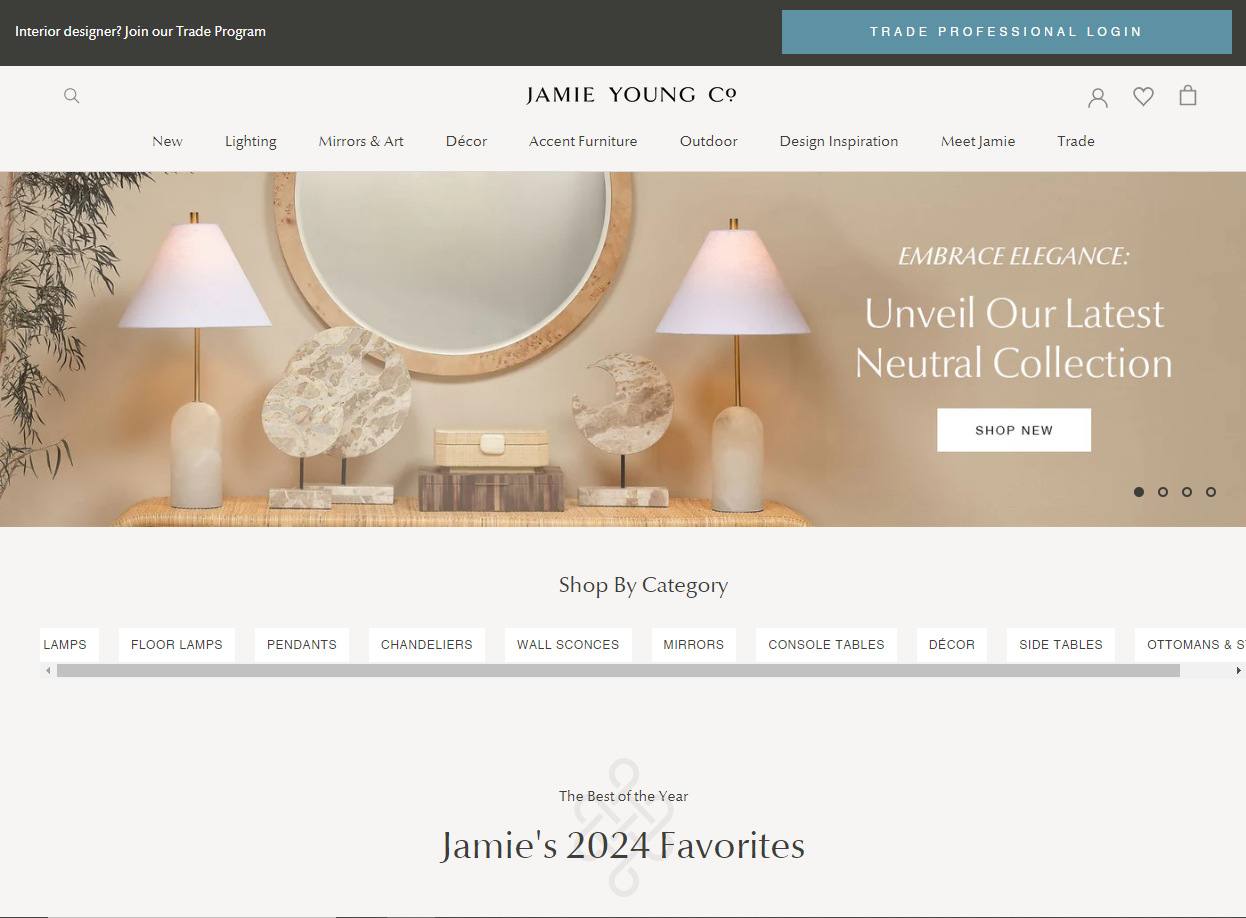 Interior designer? Join our Trade Program
TRADE PROFESSIONAL LOGIN
JAMIE YOUNG Co
New Lighting Mirrors & Art Décor Accent Furniture Outdoor Design Inspiration Meet Jamie Trade
EMBRACE ELEGANCE:
Unveil Our Latest
Neutral Collection
SHOP NEW
Shop By Category
LAMPS FLOOR LAMPS PENDANTS CHANDELIERS WALL SCONCES MIRRORS CONSOLE TABLES DÉCOR SIDE TABLES OTTOMANS &
The Best of the Year
Jamie's 2024 Favorites